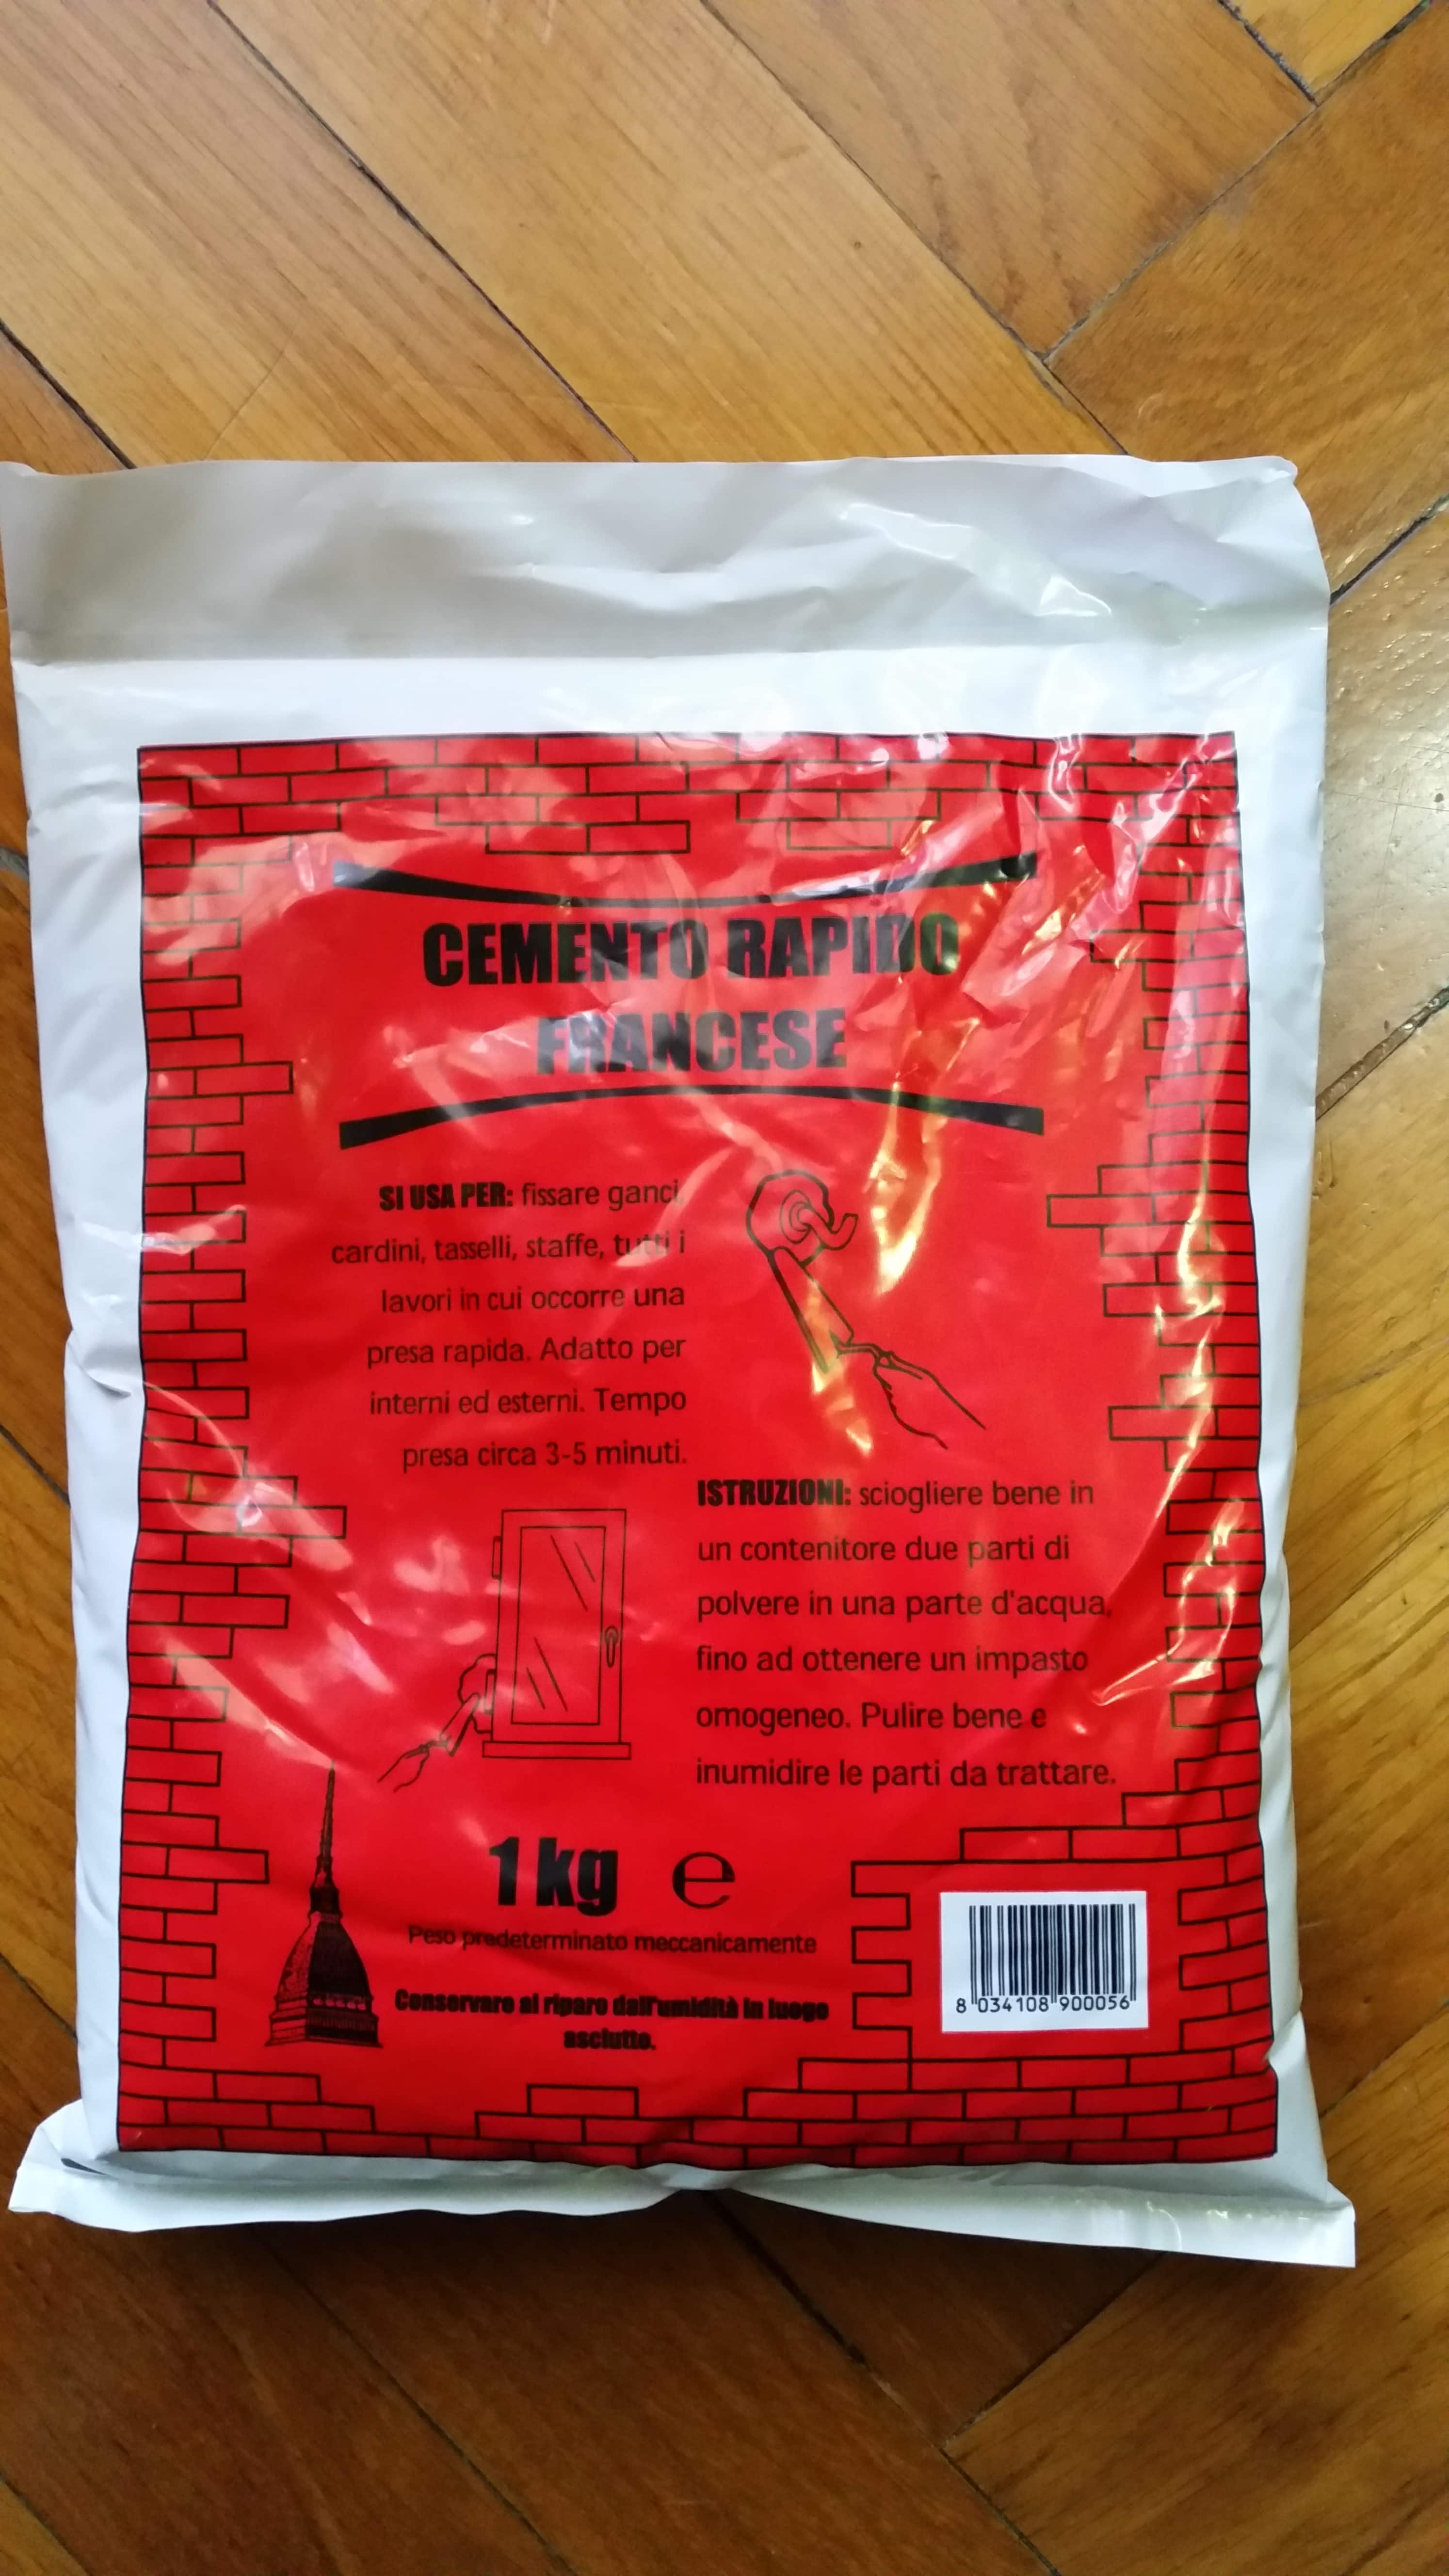 CEMENTO RAPIDO
FRANCESE
SI USA PER: fissare ganci,
cardini, tasselli, staffe, tutti i
lavori in cui occorre una
presa rapida. Adatto per
interni ed esterni. Tempo
presa circa 3-5 minuti.
ISTRUZIONI: sciogliere bene in
un contenitore due parti di
polvere in una parte d'acqua,
fino ad ottenere un impasto
omogeneo. Pulire bene e
inumidire le parti da trattare.
1 kg ℮
Peso predeterminato meccanicamente
Conservare al riparo dall'umidità in luogo
asciutto.
8 034108 900056